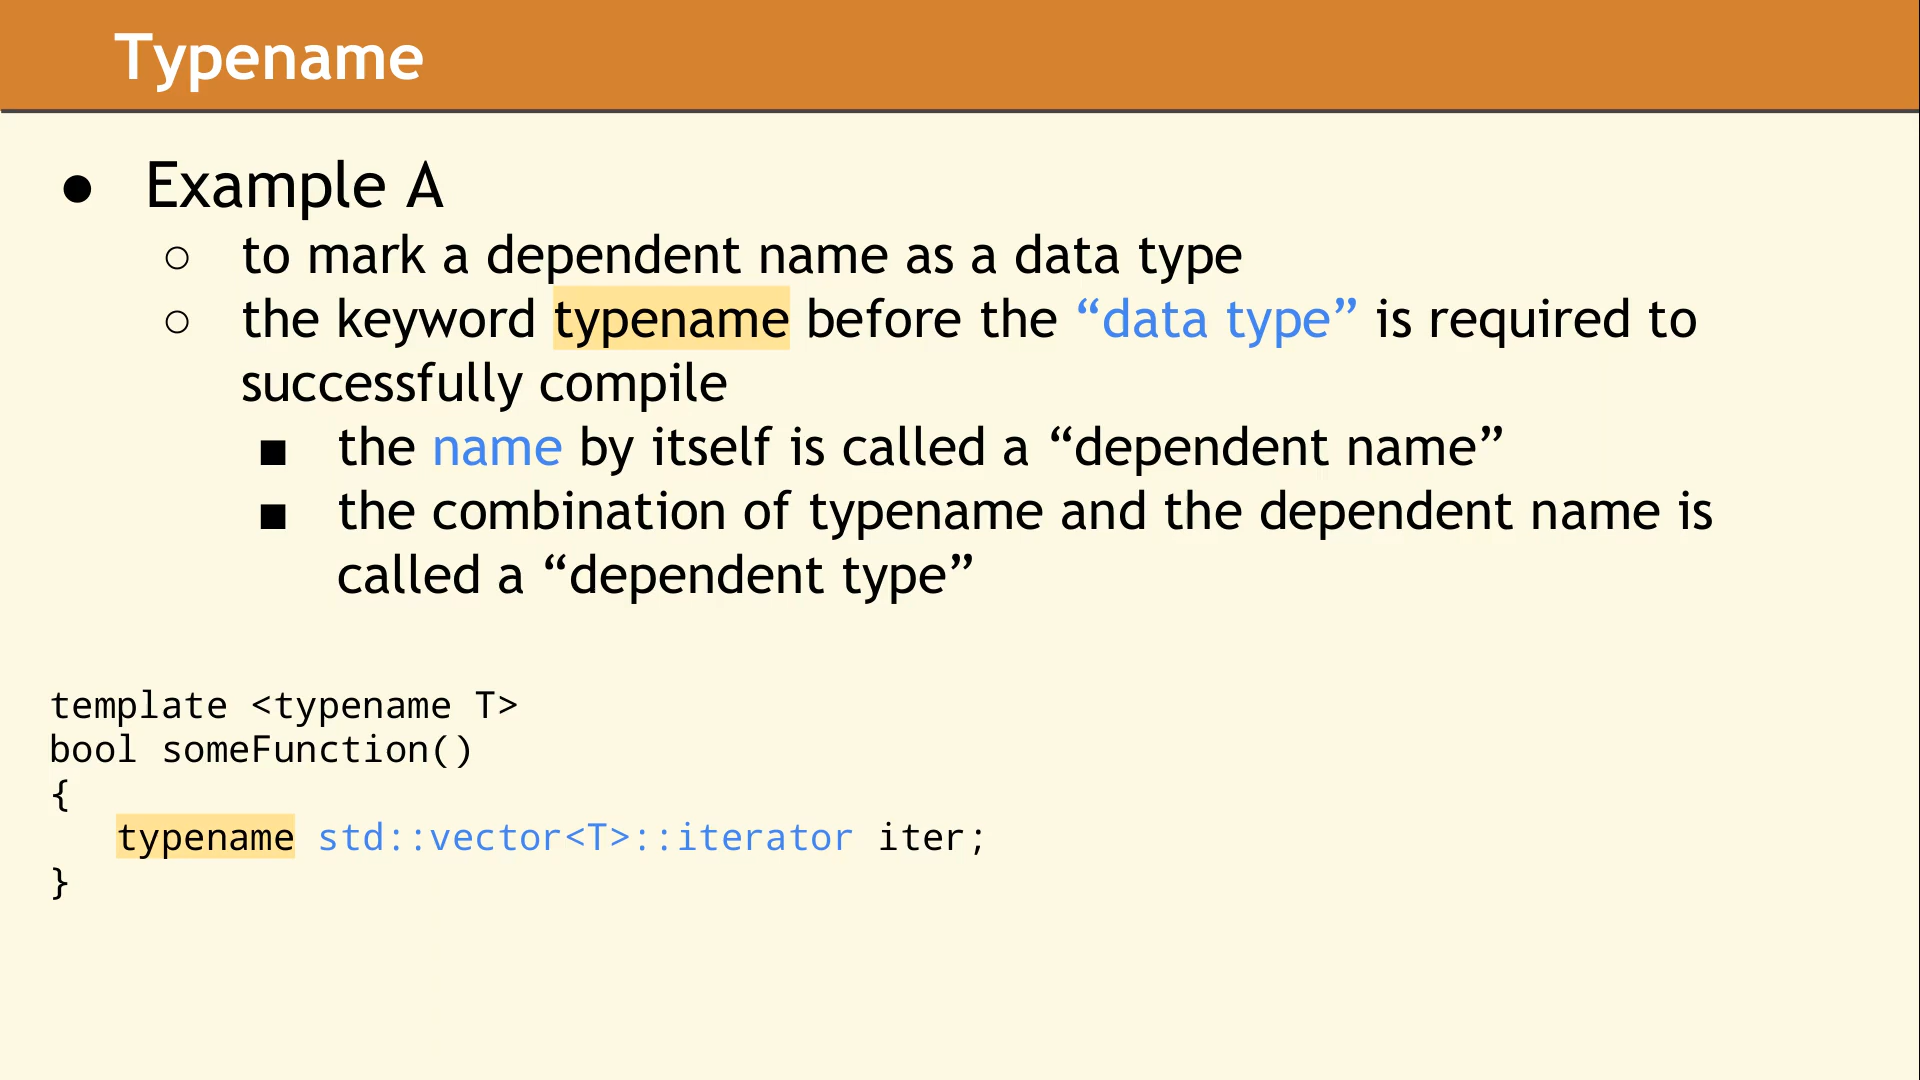 Typename
● Example A
○ to mark a dependent name as a data type
○ the keyword typename before the “data type” is required to
successfully compile
■ the name by itself is called a “dependent name”
■ the combination of typename and the dependent name is
called a “dependent type”
template <typename T>
bool someFunction()
{
   typename std::vector<T>::iterator iter;
}